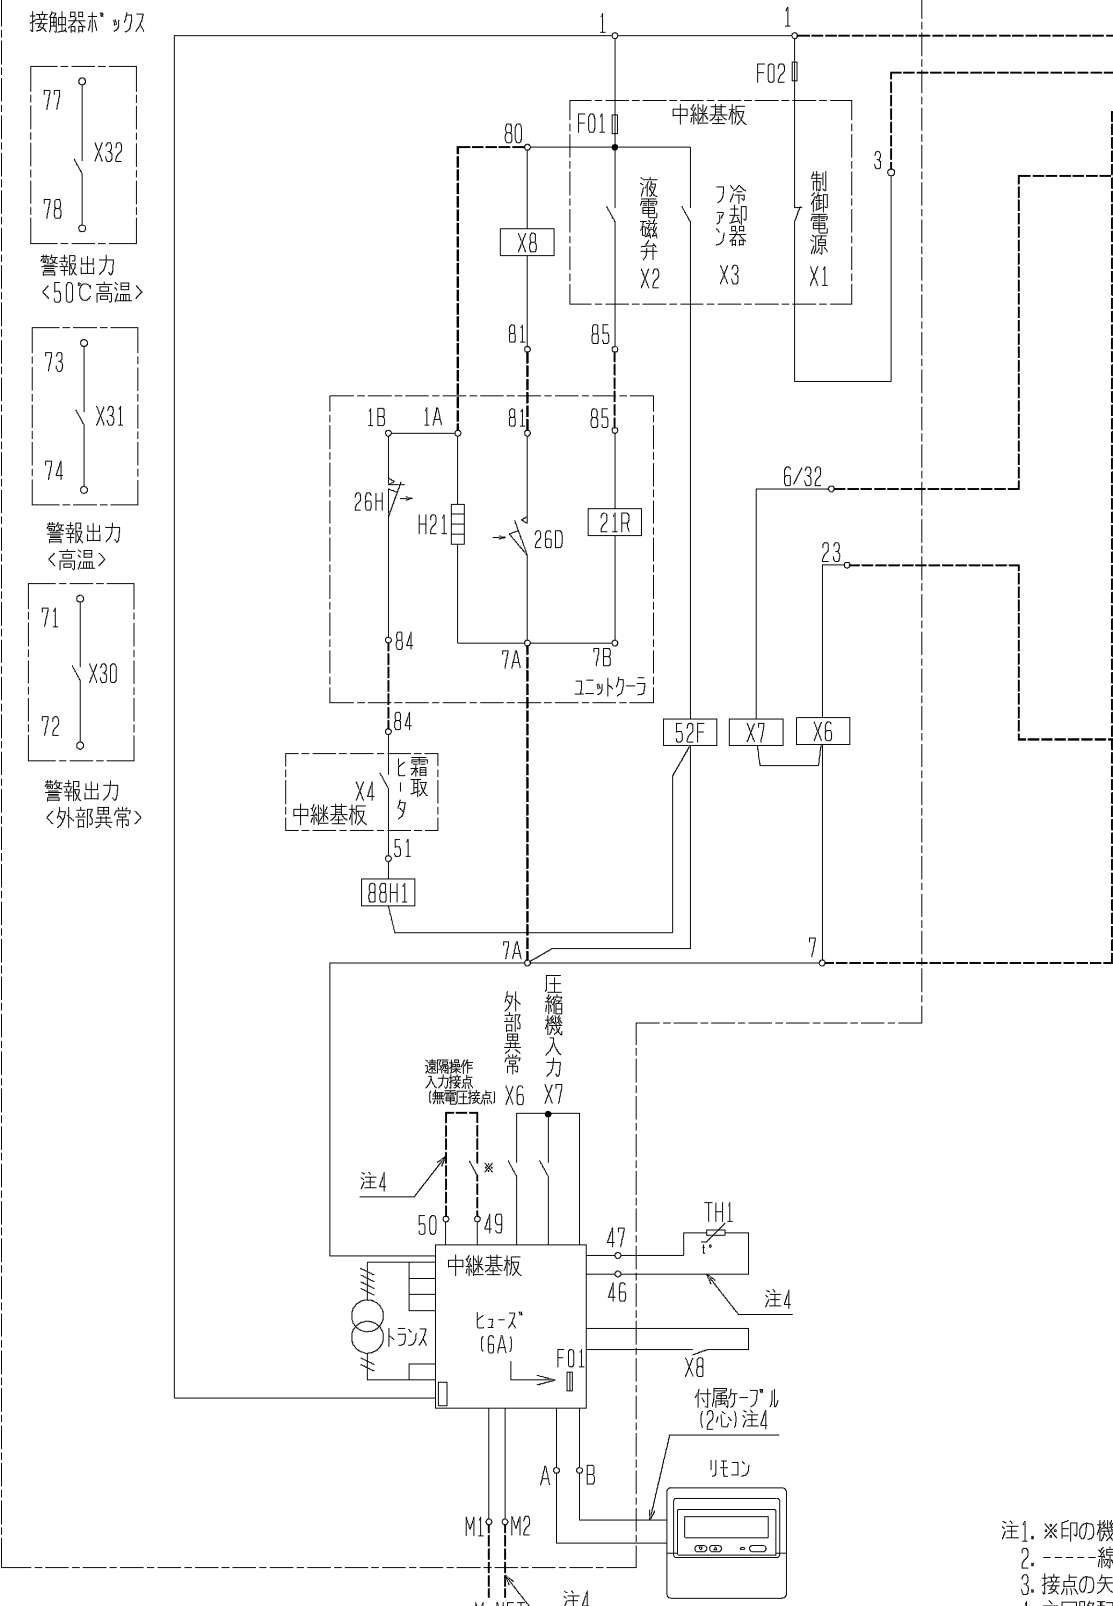 接触器ボックス
77
X32
78
警報出力
<50℃高温>
73
X31
74
警報出力
<高温>
71
X30
72
警報出力
<外部異常>
1
1
F02
F01
中継基板
80
3
液電磁弁
X2
冷却器
ファン
X3
制御電源
X1
X8
81
85
1B
1A
81
85
26H
H21
26D
21R
6/32
23
84
7A
7B
ユニットクーラ
84
52F
X7
X6
X4
霜取
ヒータ
中継基板
51
88H1
7A
7
外部異常
X6
圧縮機入力
X7
遠隔操作
入力接点
(無電圧接点)
※
注4
50
49
中継基板
47
TH1
t°
46
注4
トランス
ヒューズ
(6A)
F01
X8
付属ケーブル
(2心)注4
A
B
リモコン
M1
M2
注4
M-NET
注1. ※印の機
2. -----線
3. 接点の矢